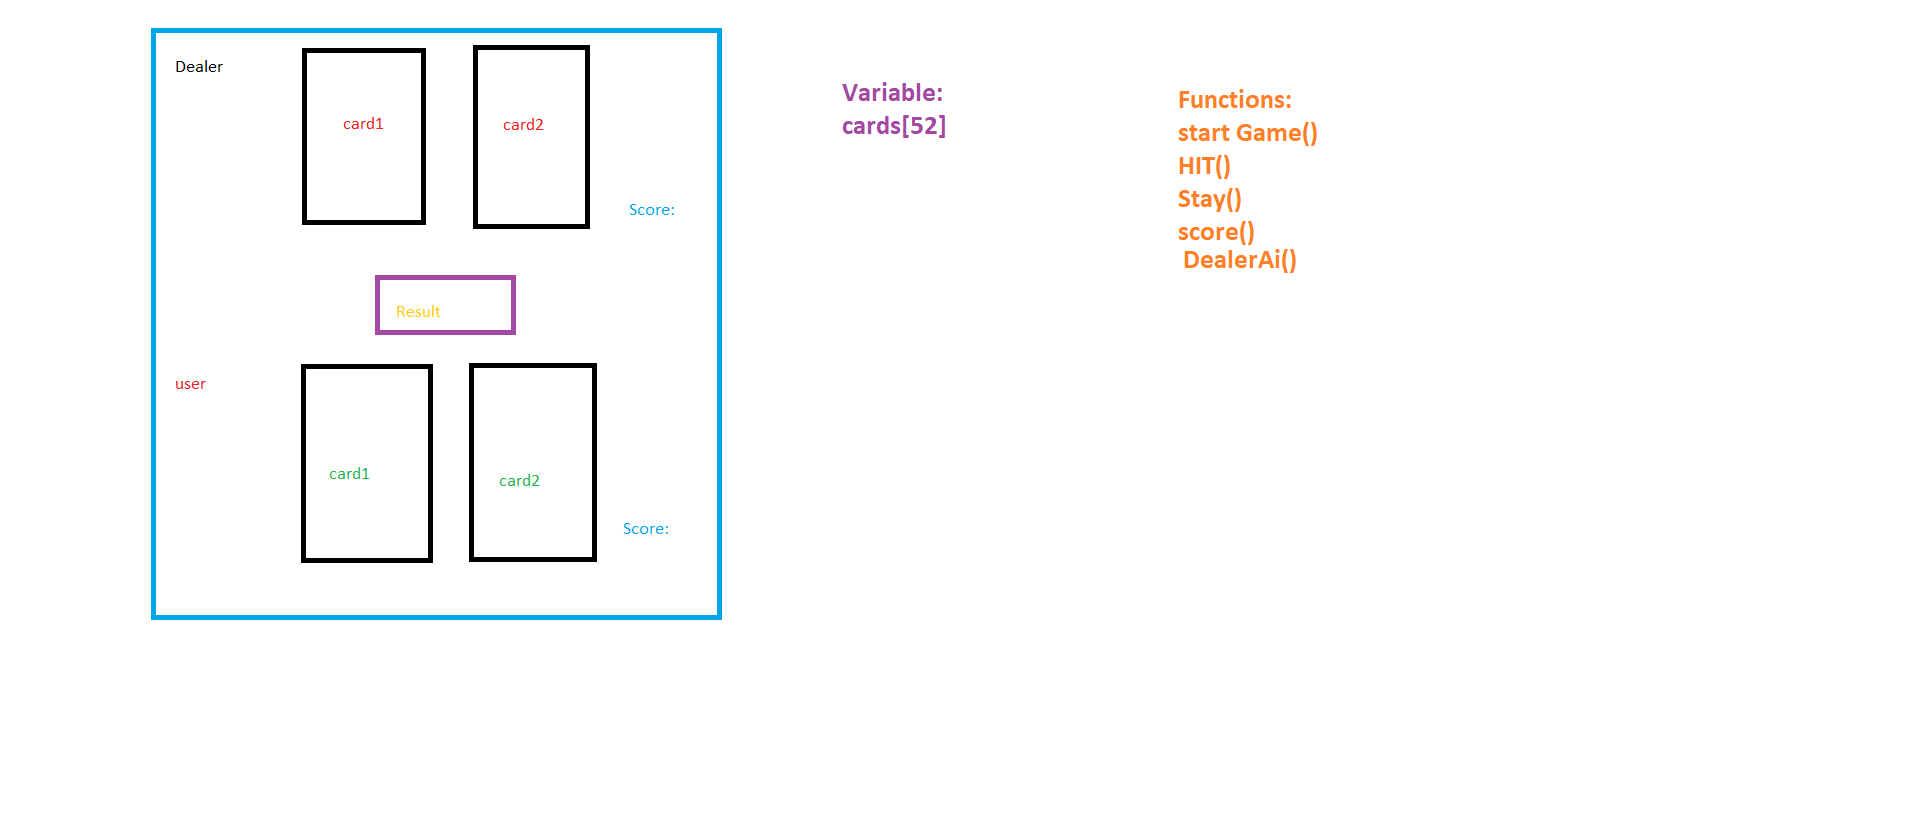 Dealer
card1
card2
Score:
Result
user
card1
card2
Score:
Variable:
cards[52]
Functions:
start Game()
HIT()
Stay()
score()
DealerAi()